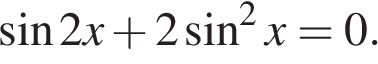 sin 2x + 2 sin² x = 0.